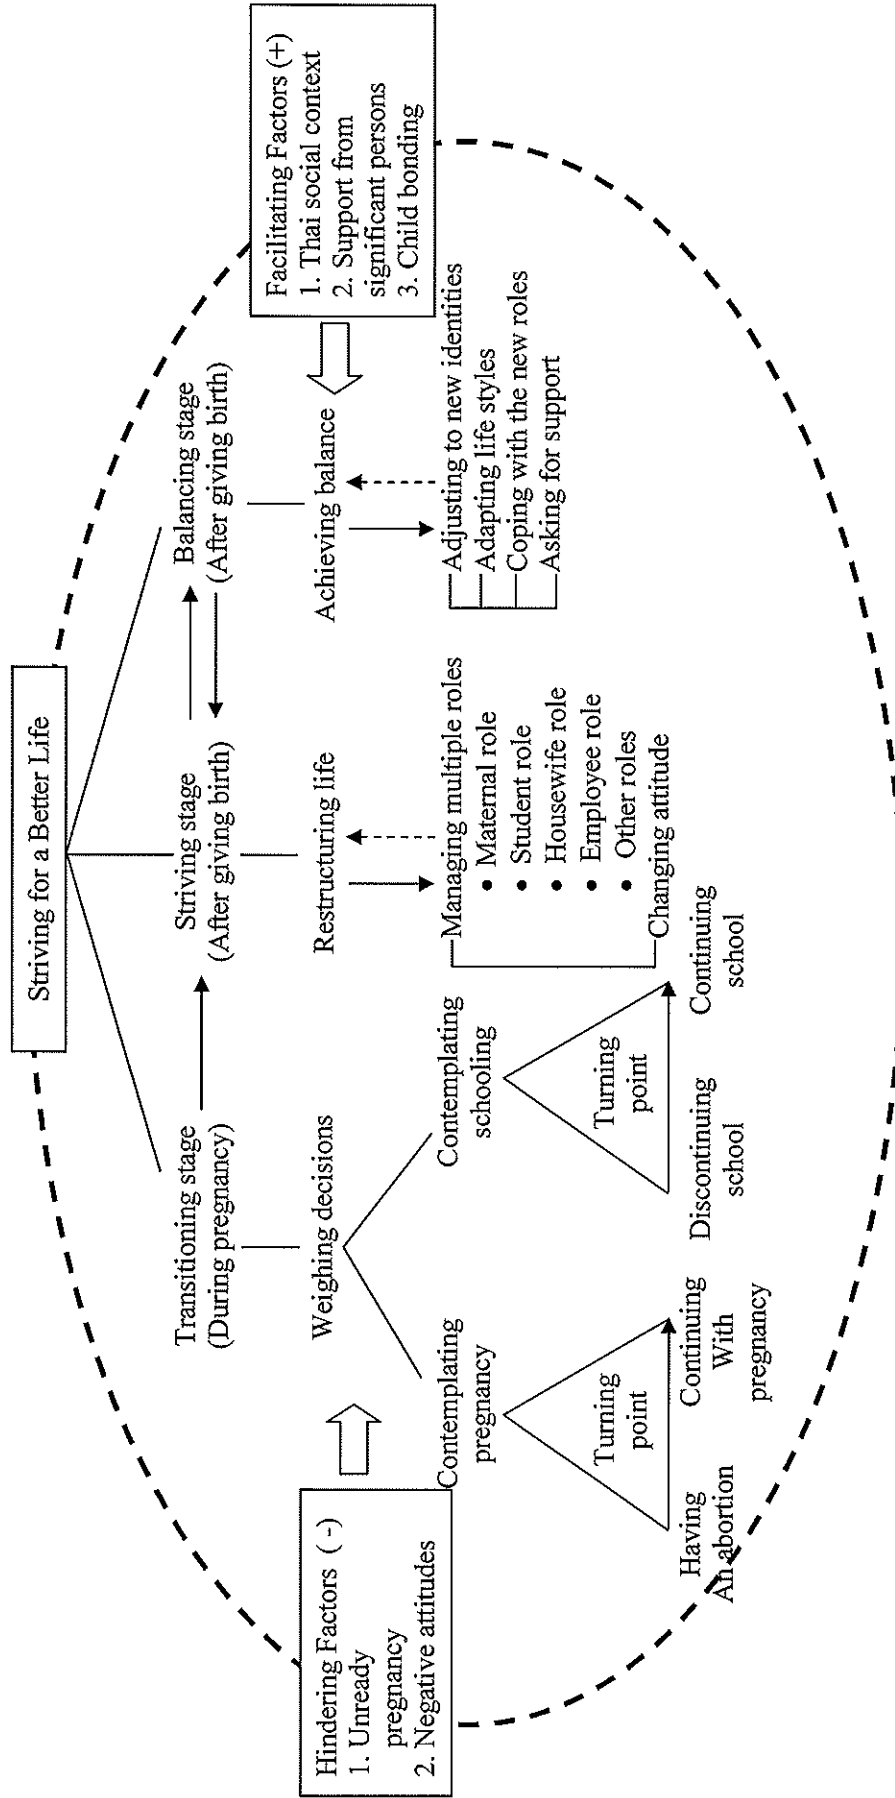 Striving for a Better Life
Transitioning stage
(During pregnancy)
Striving stage
(After giving birth)
Balancing stage
(After giving birth)
Hindering Factors ( - )
1. Unready
pregnancy
2. Negative attitudes
Weighing decisions
Restructuring life
Achieving balance
Facilitating Factors (+)
1. Thai social context
2. Support from
significant persons
3. Child bonding
Contemplating
pregnancy
Turning
point
Having
An abortion
Continuing
With
pregnancy
Contemplating
schooling
Turning
point
Discontinuing
school
Continuing
school
Managing multiple roles
• Maternal role
• Student role
• Housewife role
• Employee role
• Other roles
Changing attitude
Adjusting to new identities
Adapting life styles
Coping with the new roles
Asking for support